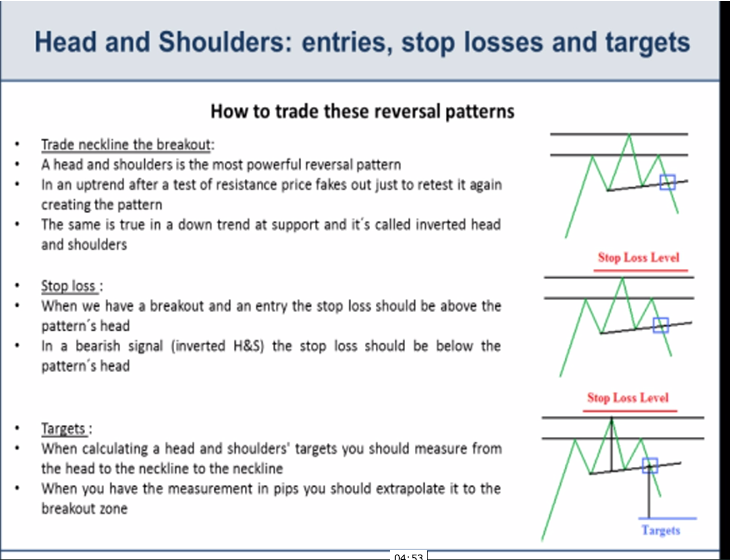 Head and Shoulders: entries, stop losses and targets
How to trade these reversal patterns
• Trade neckline the breakout:
• A head and shoulders is the most powerful reversal pattern
• In an uptrend after a test of resistance price fakes out just to retest it again
creating the pattern
• The same is true in a down trend at support and it´s called inverted head
and shoulders
Stop Loss Level
• Stop loss :
• When we have a breakout and an entry the stop loss should be above the
pattern´s head
• In a bearish signal (inverted H&S) the stop loss should be below the
pattern´s head
Stop Loss Level
• Targets :
• When calculating a head and shoulders' targets you should measure from
the head to the neckline to the neckline
• When you have the measurement in pips you should extrapolate it to the
breakout zone
Targets
04:53